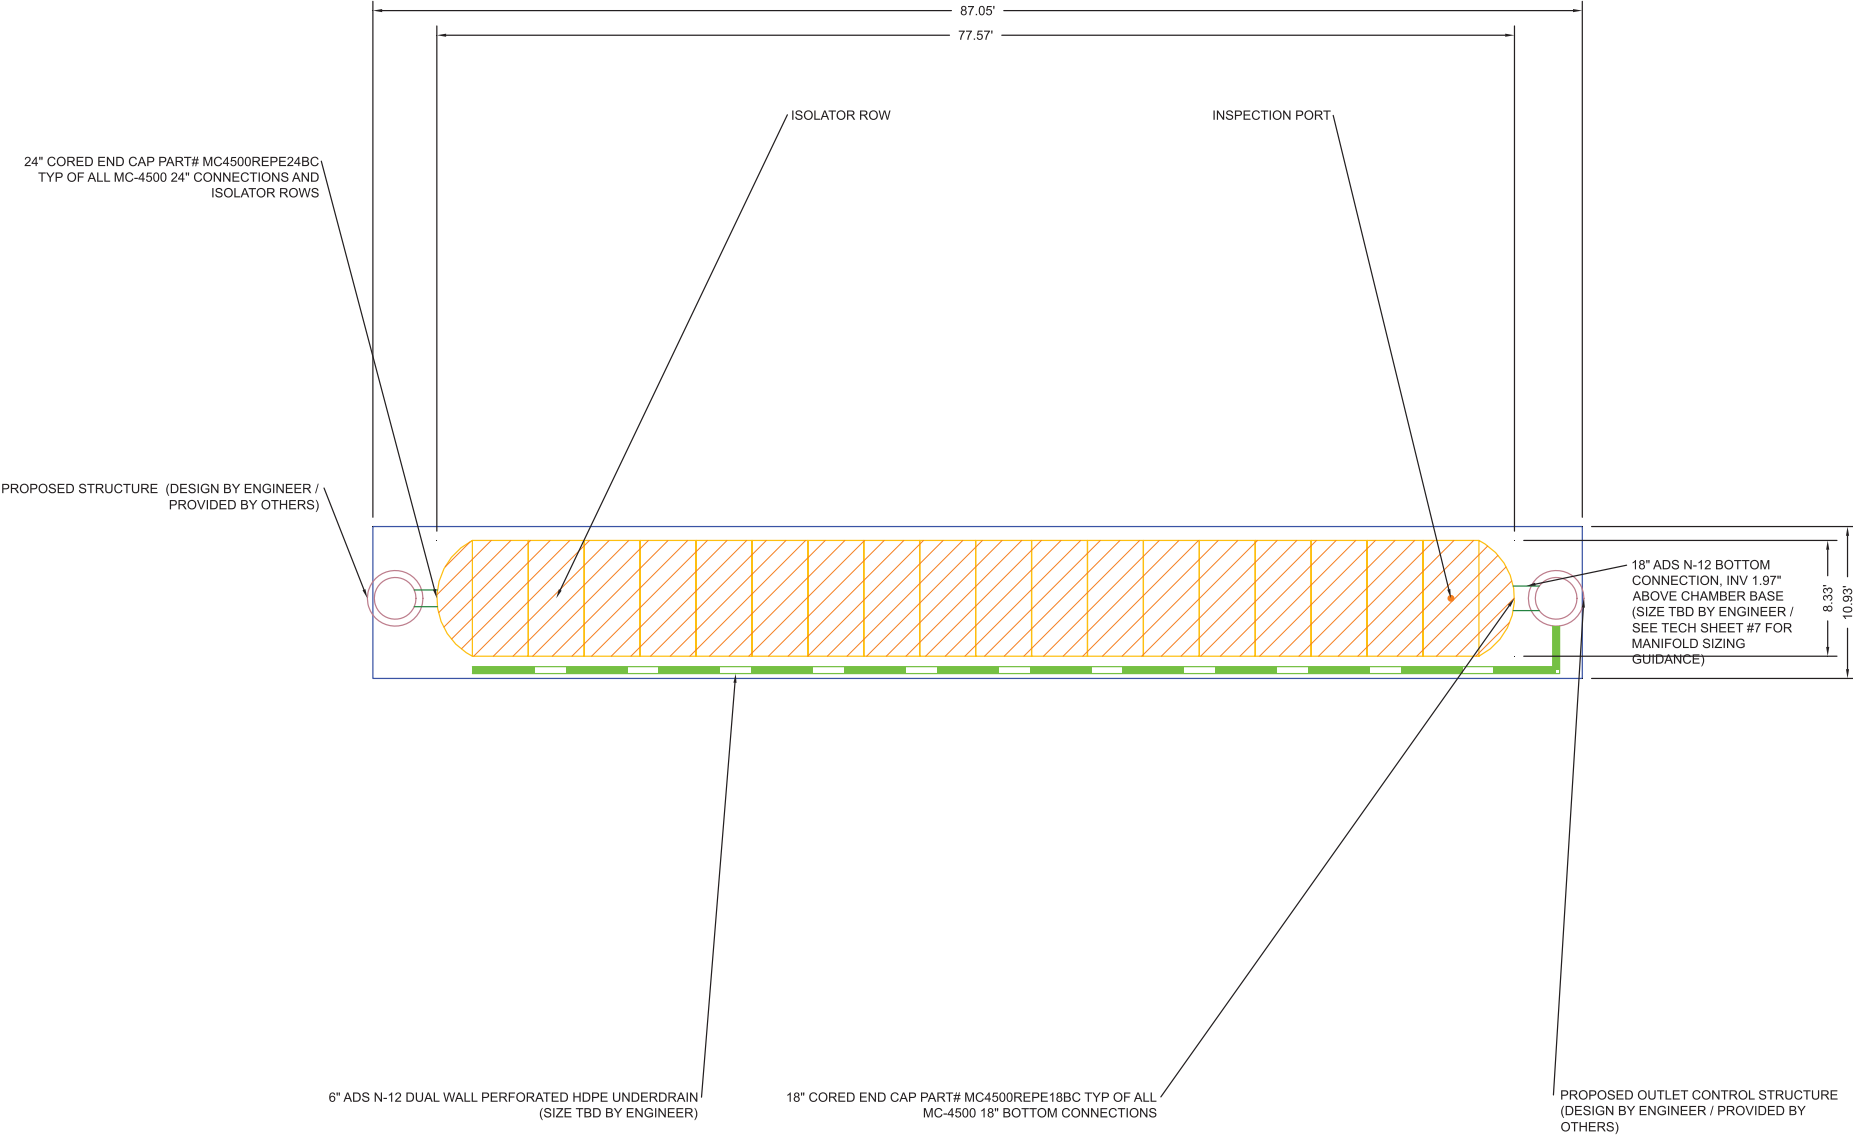 87.05'
77.57'
ISOLATOR ROW
INSPECTION PORT
24" CORED END CAP PART# MC4500REPE24BC
TYP OF ALL MC-4500 24" CONNECTIONS AND
ISOLATOR ROWS
PROPOSED STRUCTURE (DESIGN BY ENGINEER /
PROVIDED BY OTHERS)
18" ADS N-12 BOTTOM
CONNECTION, INV 1.97"
ABOVE CHAMBER BASE
(SIZE TBD BY ENGINEER /
SEE TECH SHEET #7 FOR
MANIFOLD SIZING
GUIDANCE)
8.33'
10.93'
6" ADS N-12 DUAL WALL PERFORATED HDPE UNDERDRAIN
(SIZE TBD BY ENGINEER)
18" CORED END CAP PART# MC4500REPE18BC TYP OF ALL
MC-4500 18" BOTTOM CONNECTIONS
PROPOSED OUTLET CONTROL STRUCTURE
(DESIGN BY ENGINEER / PROVIDED BY
OTHERS)